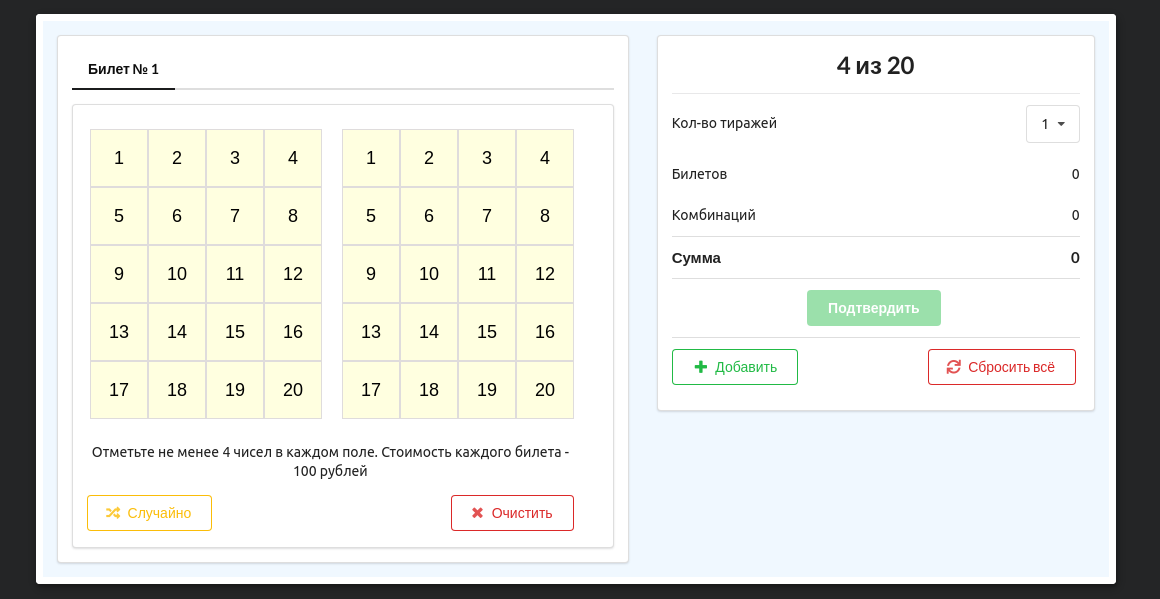 Билет № 1
1 2 3 4 1 2 3 4
5 6 7 8 5 6 7 8
9 10 11 12 9 10 11 12
13 14 15 16 13 14 15 16
17 18 19 20 17 18 19 20
Отметьте не менее 4 чисел в каждом поле. Стоимость каждого билета -
100 рублей
Случайно
Очистить
4 из 20
Кол-во тиражей 1
Билетов 0
Комбинаций 0
Сумма 0
Подтвердить
Добавить
Сбросить всё